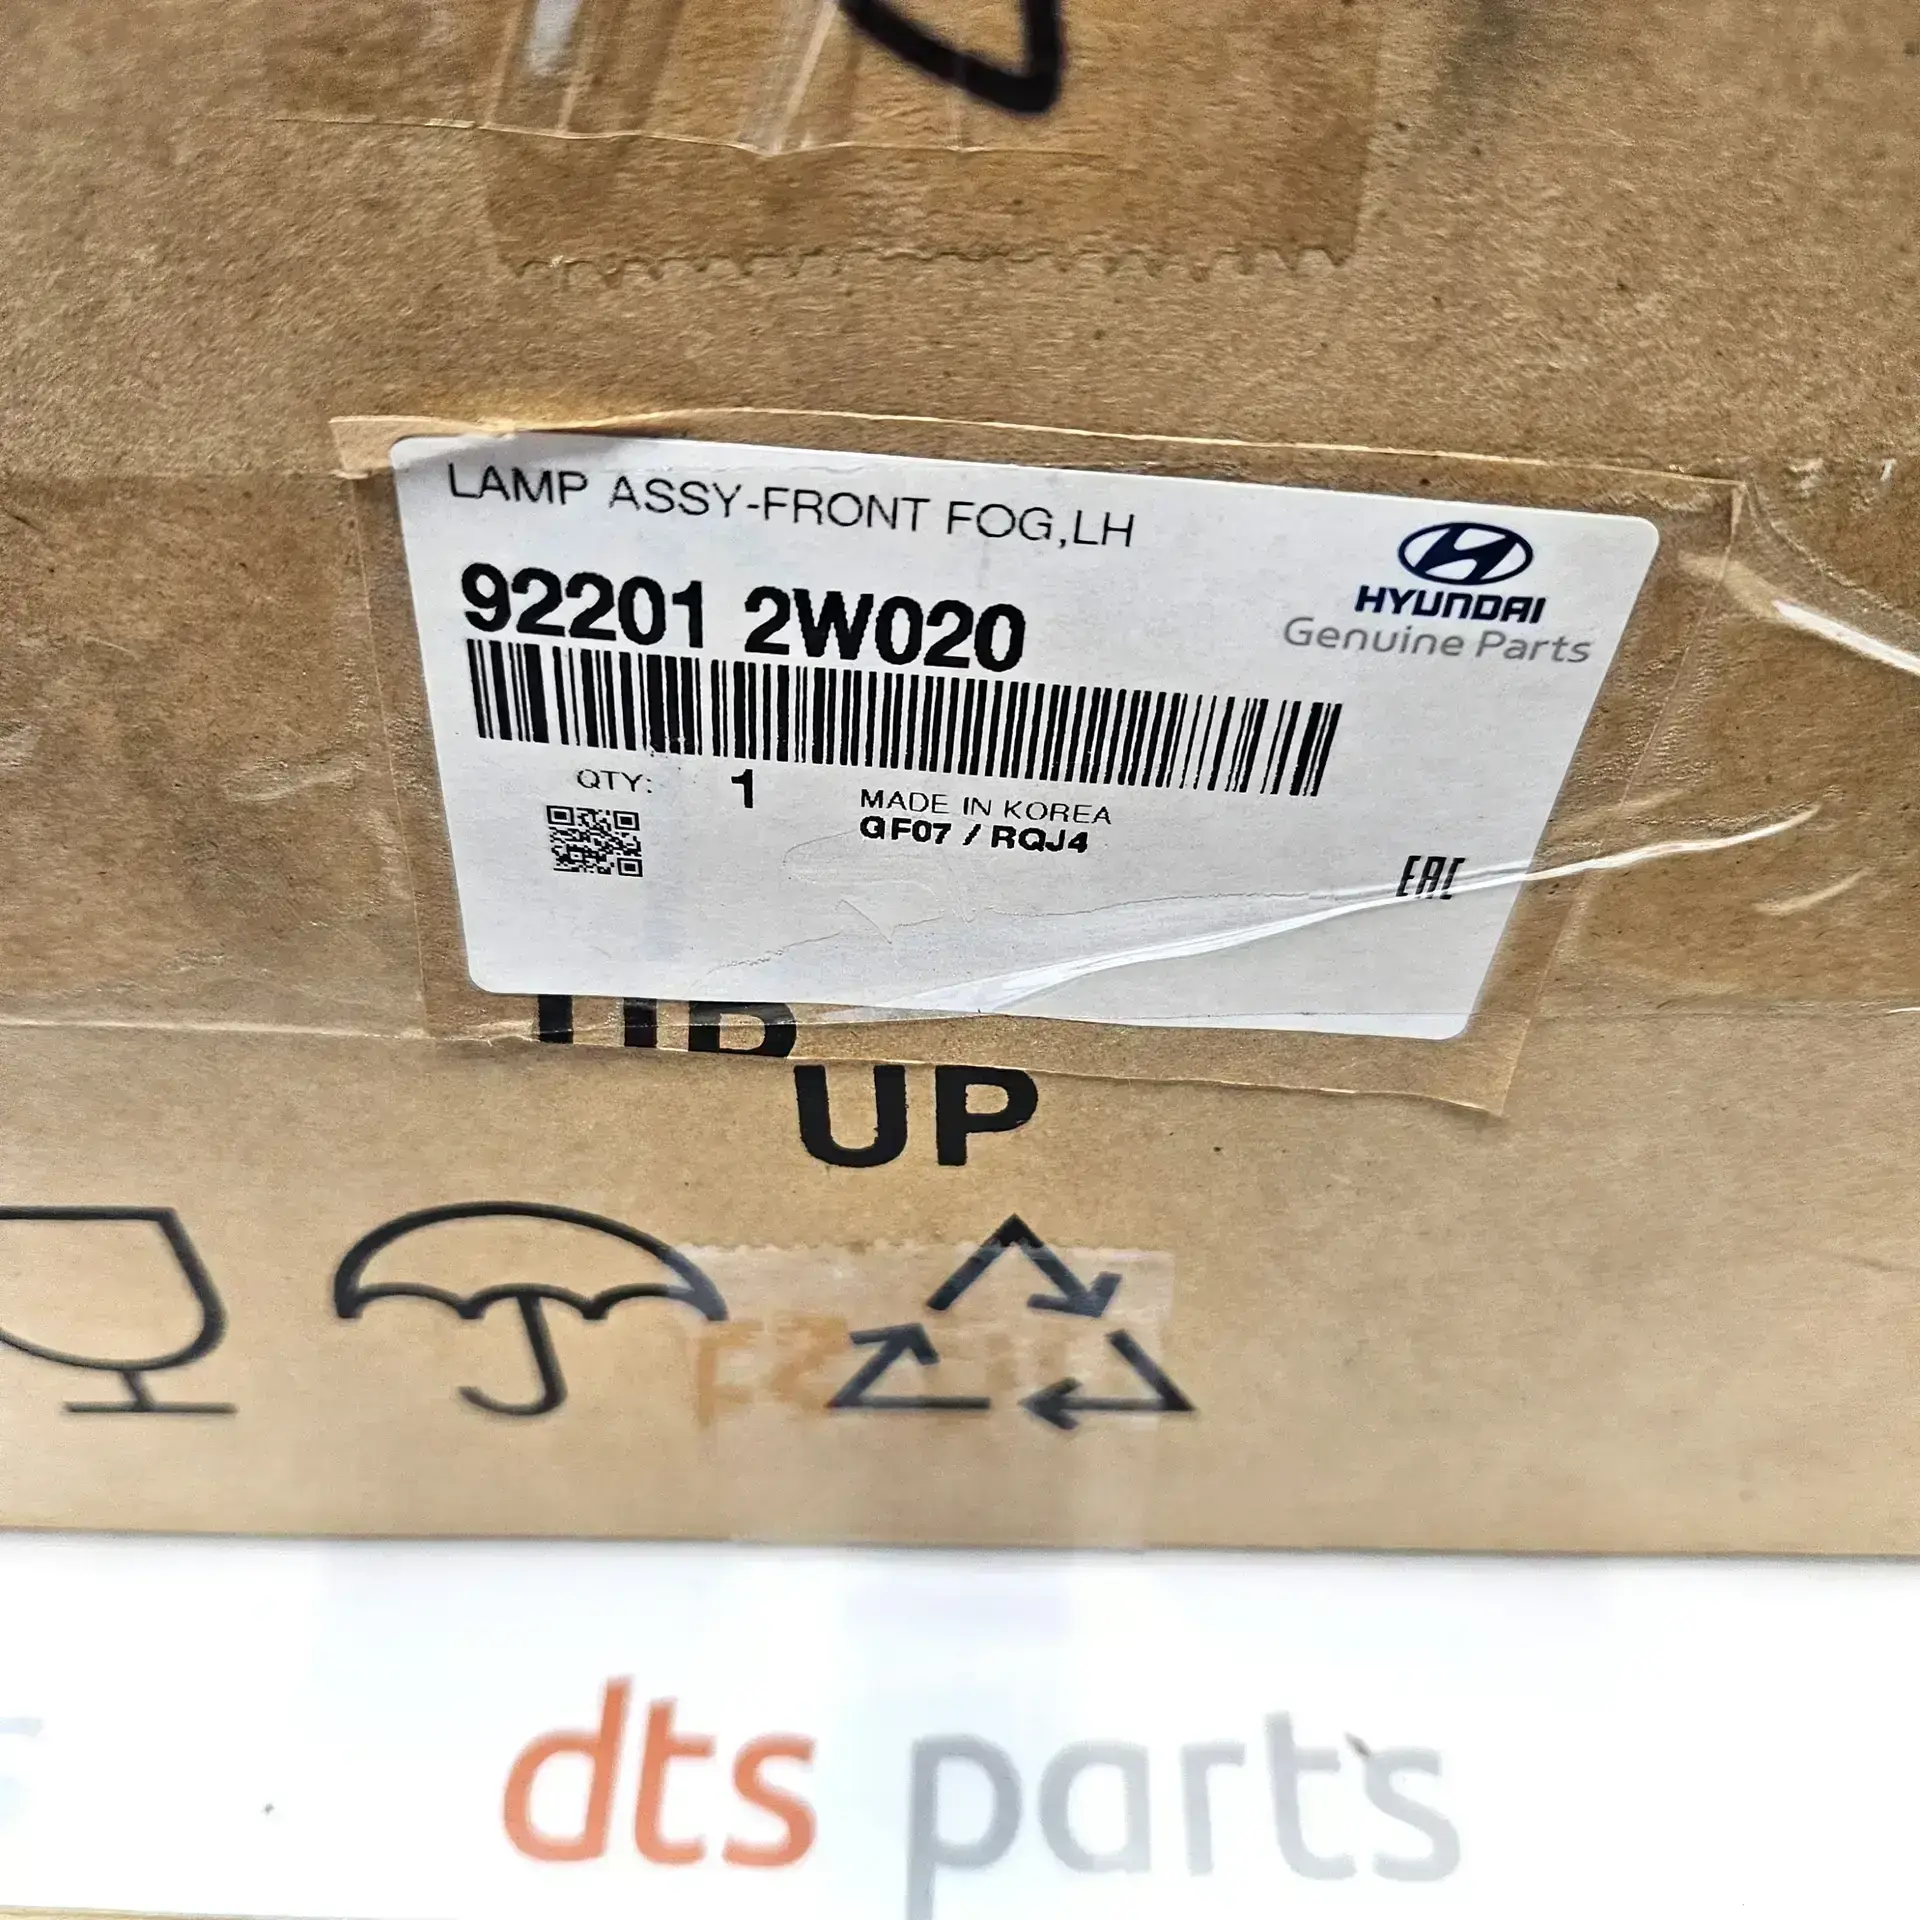 LAMP ASSY-FRONT FOG,LH
92201 2W020
HYUNDAI
Genuine Parts
QTY: 1
MADE IN KOREA
GF07 / RQJ4
EAC
UP
UP
dts parts